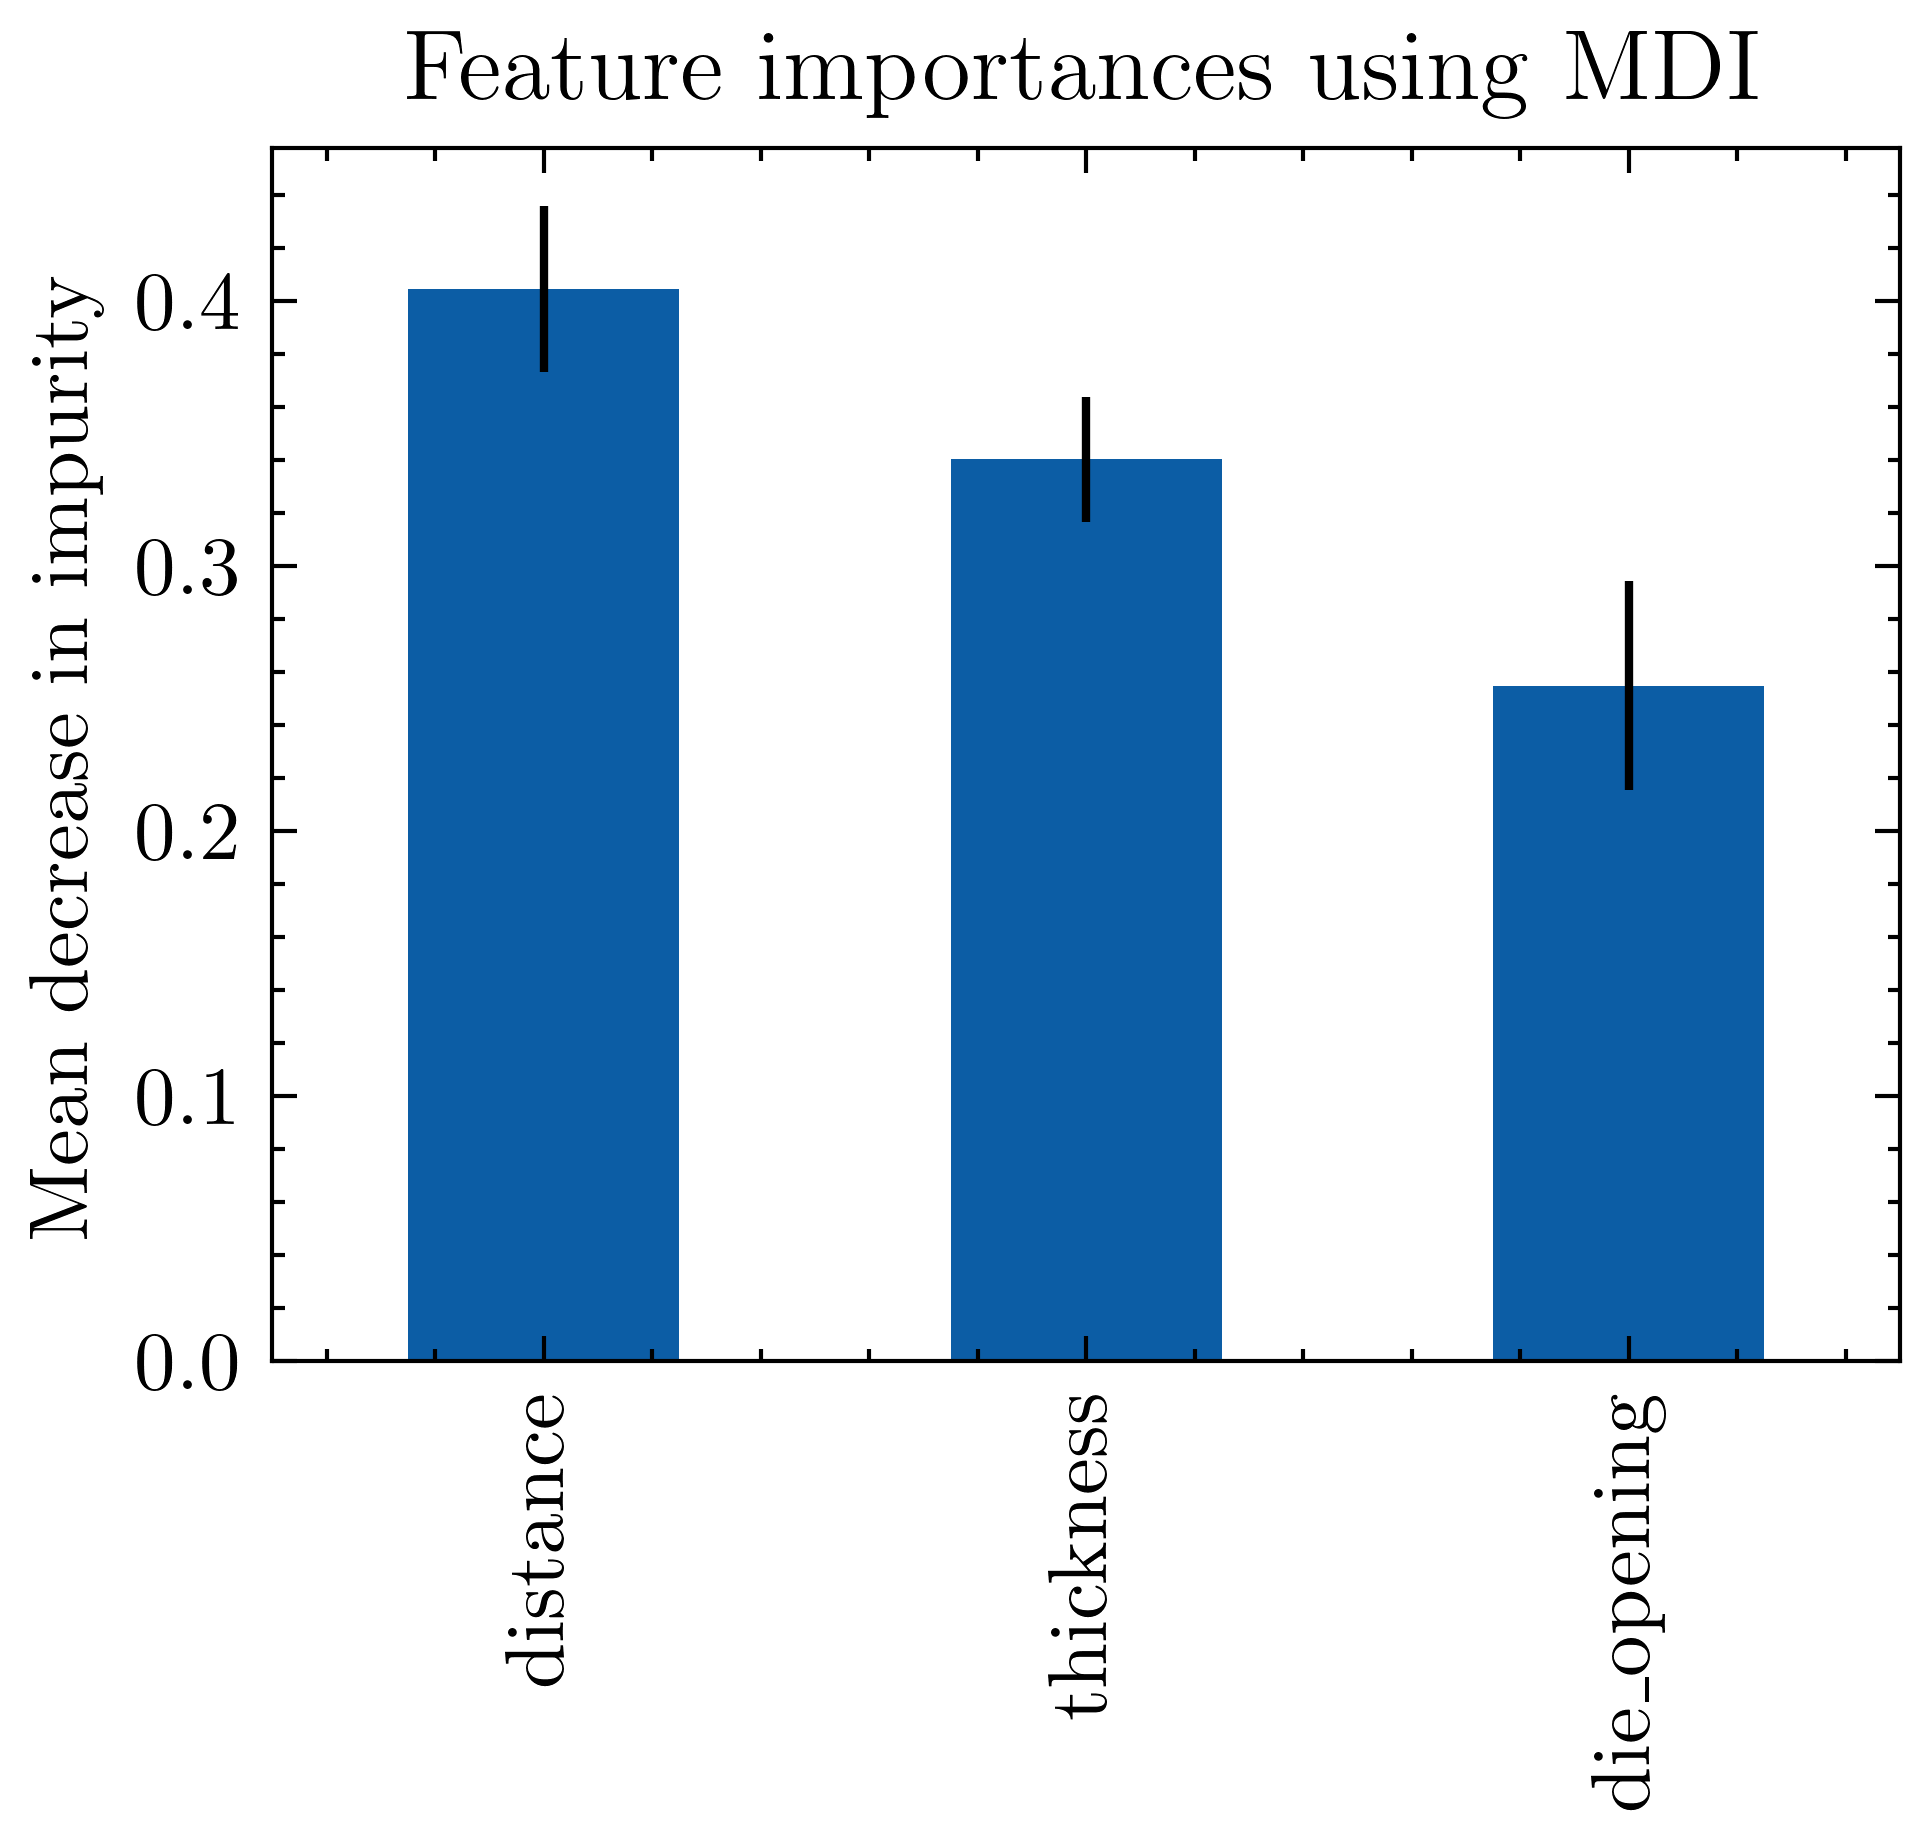 Feature importances using MDI
Mean decrease in impurity
0.4
0.3
0.2
0.1
0.0
distance
thickness
die_opening